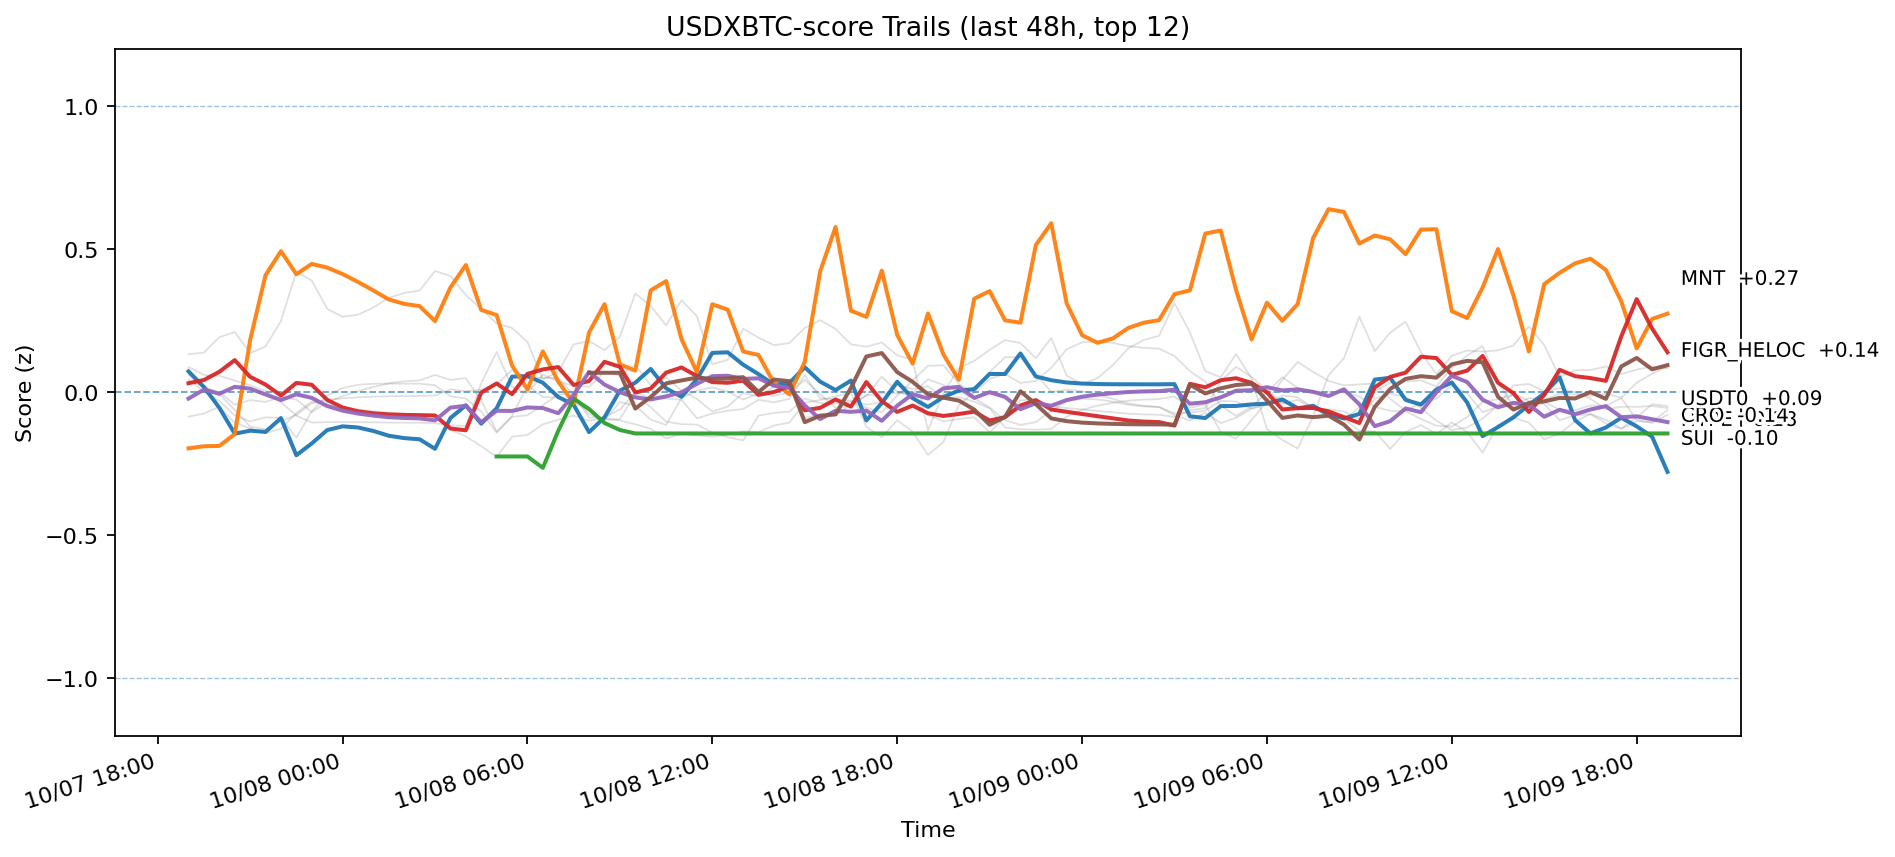 USDXBTC-score Trails (last 48h, top 12)
Score (z)
1.0
0.5
0.0
−0.5
−1.0
MNT +0.27
FIGR_HELOC +0.14
USDT0 +0.09
CRO -0.14
SUI -0.10
10/07 18:00
10/08 00:00
10/08 06:00
10/08 12:00
10/08 18:00
10/09 00:00
10/09 06:00
10/09 12:00
10/09 18:00
Time